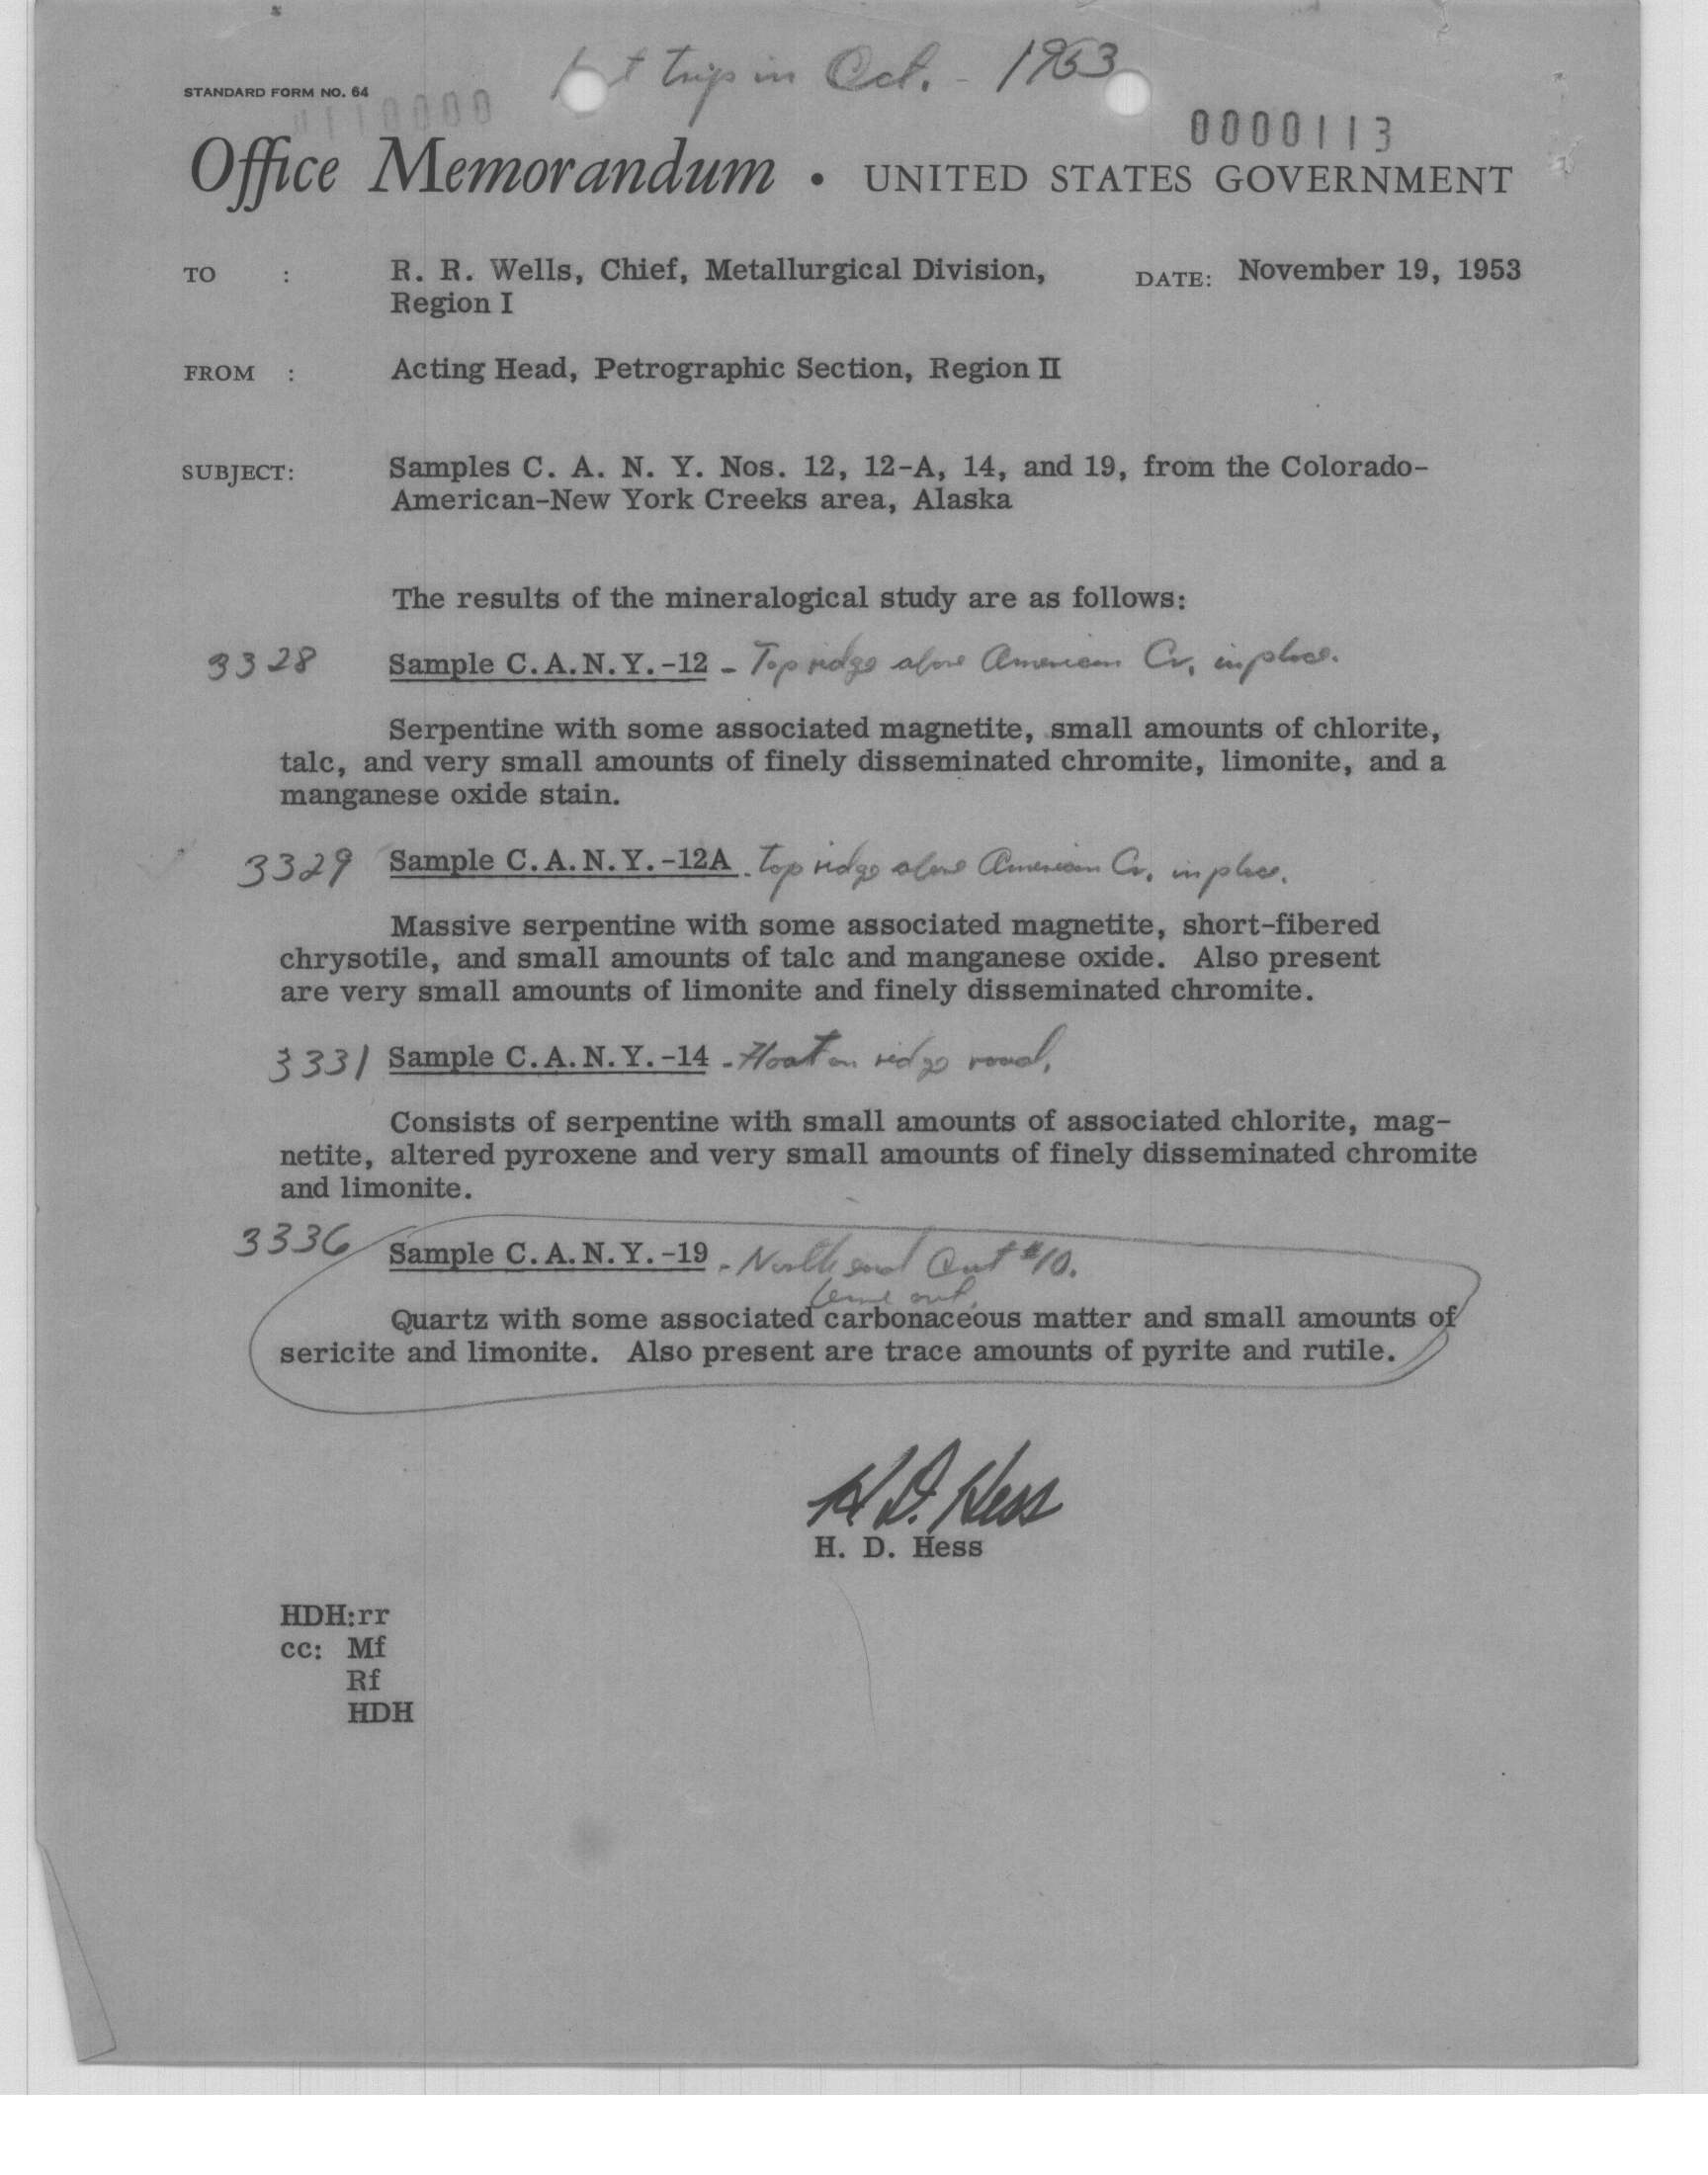 trip in Oct. - 1953
STANDARD FORM NO. 64
0000113
Office Memorandum • UNITED STATES GOVERNMENT
TO : R. R. Wells, Chief, Metallurgical Division, DATE: November 19, 1953
Region I
FROM : Acting Head, Petrographic Section, Region II
SUBJECT: Samples C. A. N. Y. Nos. 12, 12-A, 14, and 19, from the Colorado-
American-New York Creeks area, Alaska
The results of the mineralogical study are as follows:
3328 Sample C.A.N.Y.-12 - Top ridge above American Cr, in place.
Serpentine with some associated magnetite, small amounts of chlorite,
talc, and very small amounts of finely disseminated chromite, limonite, and a
manganese oxide stain.
3329 Sample C.A.N.Y.-12A - Top ridge above American Cr, in place.
Massive serpentine with some associated magnetite, short-fibered
chrysotile, and small amounts of talc and manganese oxide. Also present
are very small amounts of limonite and finely disseminated chromite.
3331 Sample C.A.N.Y.-14 - Float on ridge road,
Consists of serpentine with small amounts of associated chlorite, mag-
netite, altered pyroxene and very small amounts of finely disseminated chromite
and limonite.
3336 Sample C.A.N.Y.-19 - North end Cut #10.
Quartz with some associated carbonaceous matter and small amounts of
sericite and limonite. Also present are trace amounts of pyrite and rutile.
H. D. Hess
H. D. Hess
HDH:rr
cc: Mf
Rf
HDH